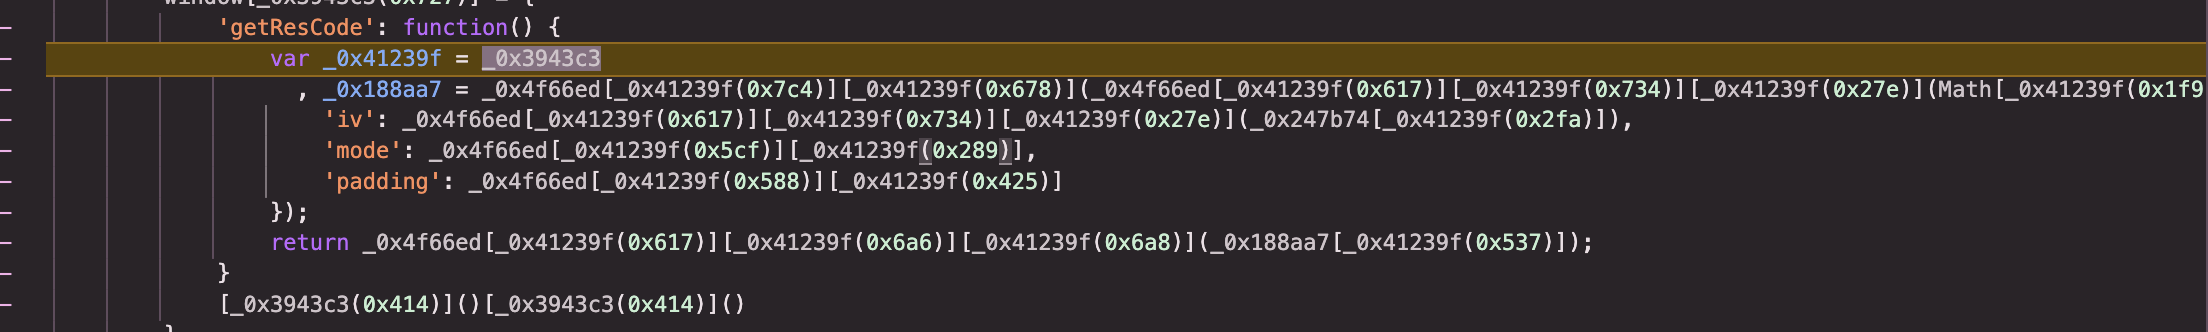 'getResCode': function() {
var _0x41239f = _0x3943c3
, _0x188aa7 = _0x4f66ed[_0x41239f(0x7c4)][_0x41239f(0x678)](_0x4f66ed[_0x41239f(0x617)][_0x41239f(0x734)][_0x41239f(0x27e)](Math[_0x41239f(0x1f9
'iv': _0x4f66ed[_0x41239f(0x617)][_0x41239f(0x734)][_0x41239f(0x27e)](_0x247b74[_0x41239f(0x2fa)]),
'mode': _0x4f66ed[_0x41239f(0x5cf)][_0x41239f(0x289)],
'padding': _0x4f66ed[_0x41239f(0x588)][_0x41239f(0x425)]
});
return _0x4f66ed[_0x41239f(0x617)][_0x41239f(0x6a6)][_0x41239f(0x6a8)](_0x188aa7[_0x41239f(0x537)]);
}
[_0x3943c3(0x414)]()[_0x3943c3(0x414)]()